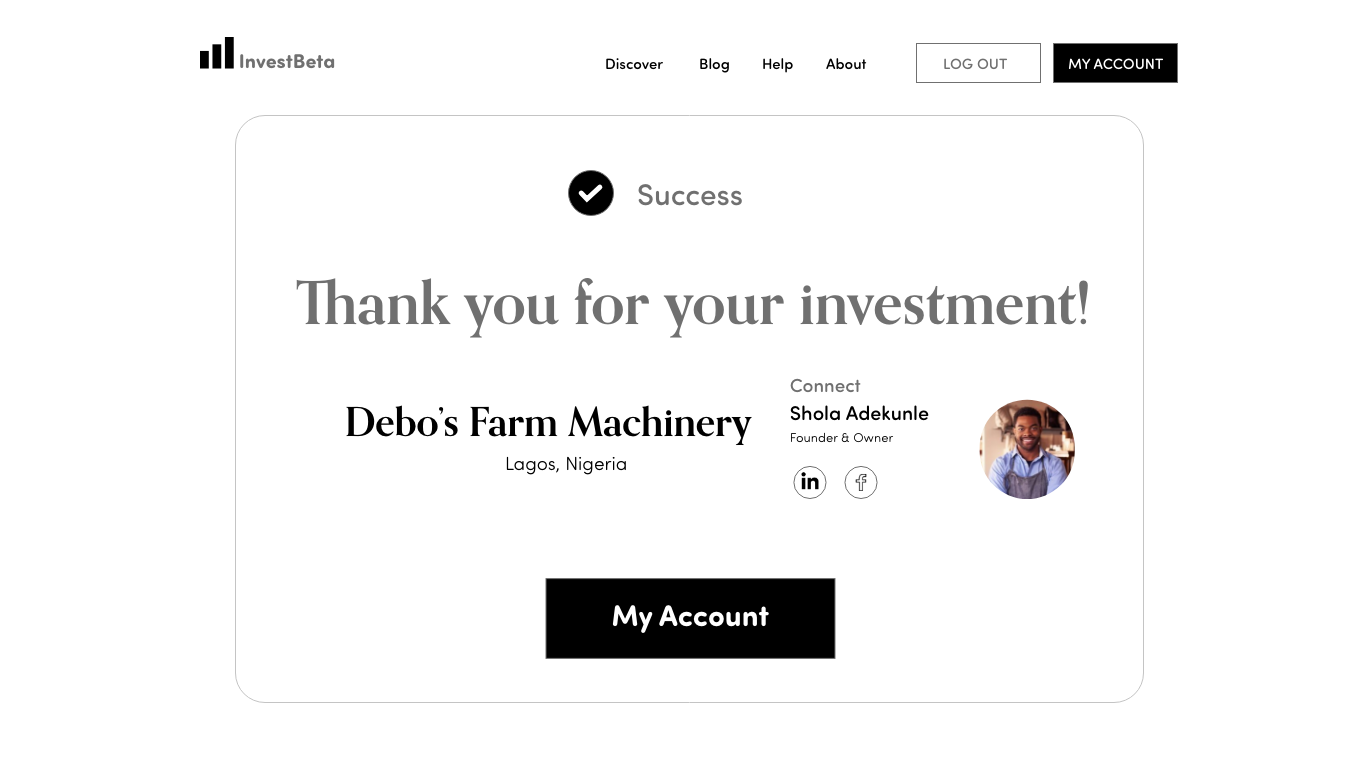 InvestBeta
Discover Blog Help About LOG OUT MY ACCOUNT
Success
Thank you for your investment!
Debo’s Farm Machinery
Lagos, Nigeria
Connect
Shola Adekunle
Founder & Owner
in f
My Account